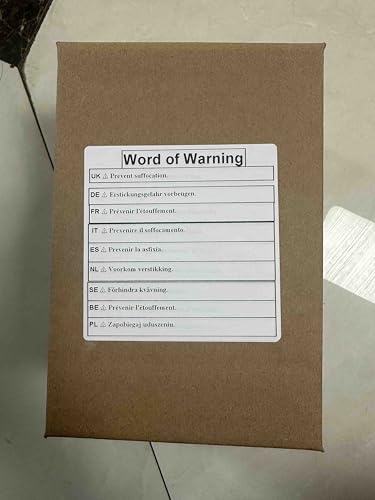 Word of Warning
UK ⚠ Prevent suffocation.
DE ⚠ Erstickungsgefahr vorbeugen.
FR ⚠ Prévenir l'étouffement.
IT ⚠ Prevenire il soffocamento.
ES ⚠ Prevenir la asfixia.
NL ⚠ Voorkom verstikking.
SE ⚠ Förhindra kvävning.
BE ⚠ Prévenir l'étouffement.
PL ⚠ Zapobiegaj uduszeniu.